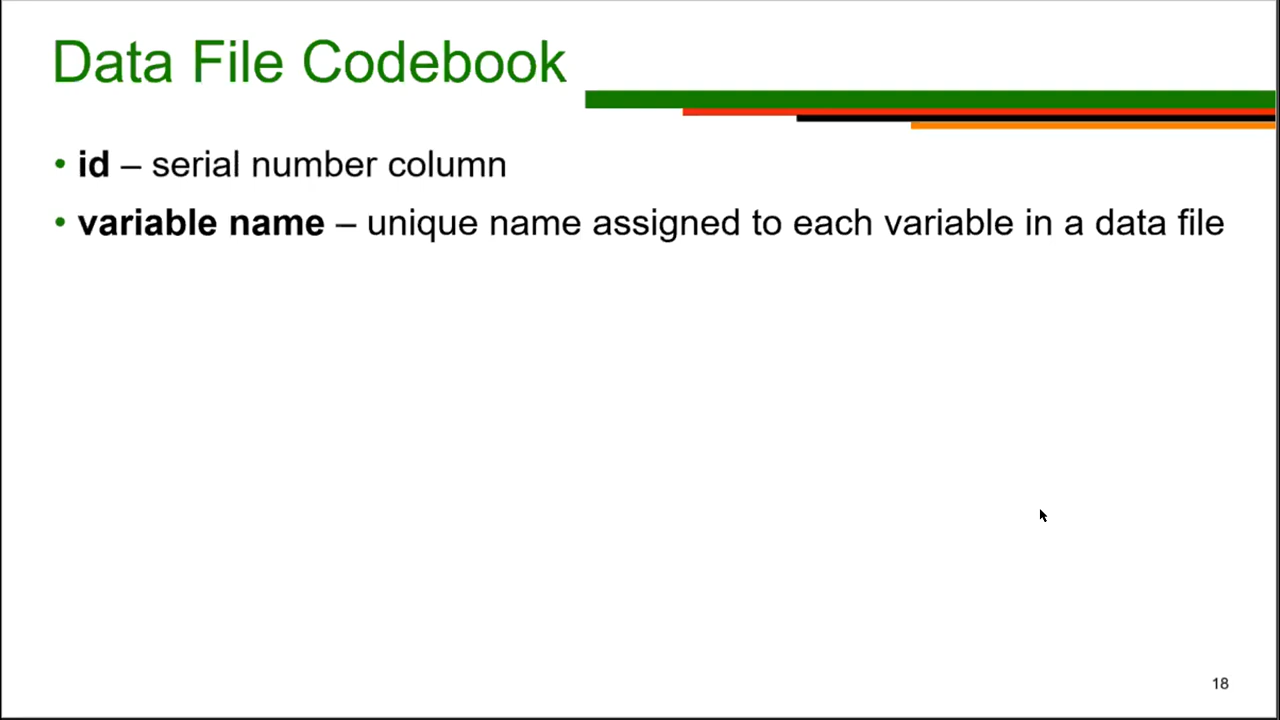 Data File Codebook
• id – serial number column
• variable name – unique name assigned to each variable in a data file
18